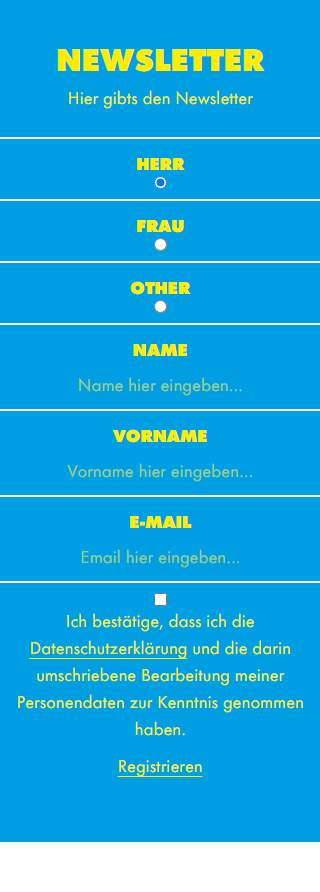 NEWSLETTER
Hier gibts den Newsletter
HERR
FRAU
OTHER
NAME
Name hier eingeben...
VORNAME
Vorname hier eingeben...
E-MAIL
Email hier eingeben...
Ich bestätige, dass ich die
Datenschutzerklärung und die darin
umschriebene Bearbeitung meiner
Personendaten zur Kenntnis genommen
haben.
Registrieren